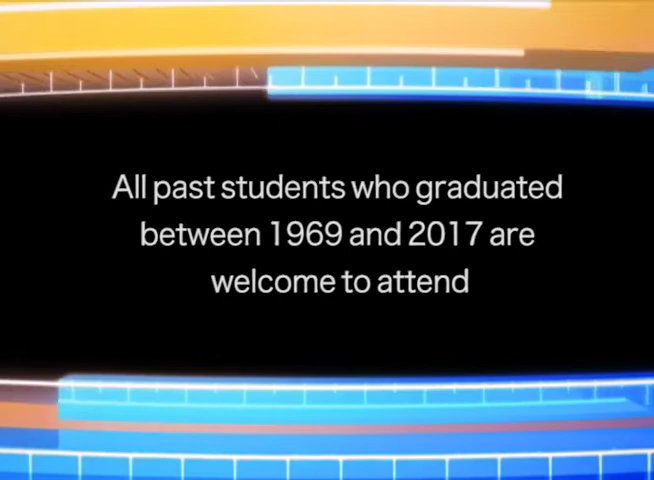 All past students who graduated
between 1969 and 2017 are
welcome to attend